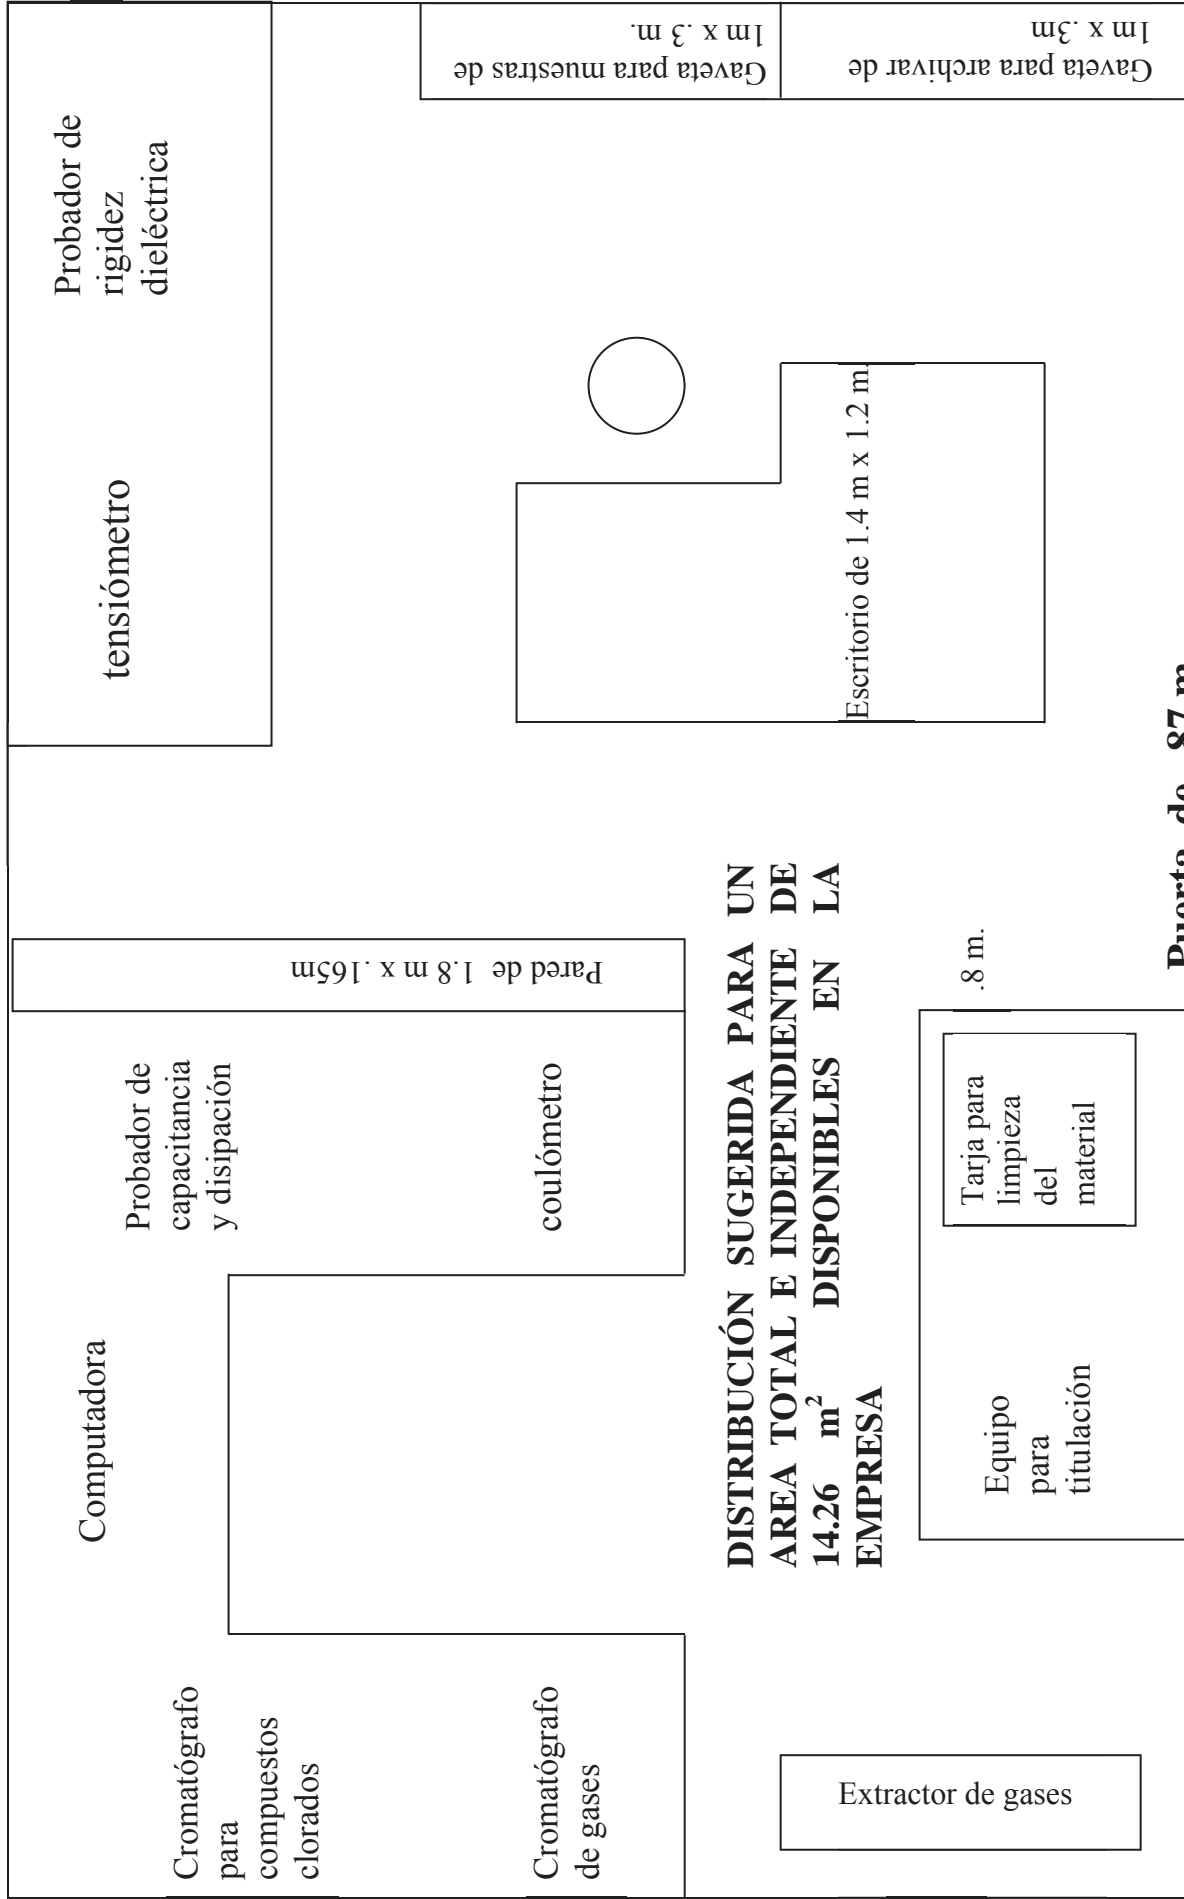 Cromatógrafo
para
compuestos
clorados
Cromatógrafo
de gases
Computadora
Probador de
capacitancia
y disipación
coulómetro
Pared de 1.8 m x .165m
tensiómetro
Probador de
rigidez
dieléctrica
Gaveta para muestras de
1m x .3 m.
Gaveta para archivar de
1m x .3m
Escritorio de 1.4 m x 1.2 m.
DISTRIBUCIÓN SUGERIDA PARA UN
AREA TOTAL E INDEPENDIENTE DE
14.26 m² DISPONIBLES EN LA
EMPRESA
Extractor de gases
Equipo
para
titulación
Tarja para
limpieza
del
material
.8 m.
Puerta de .87 m